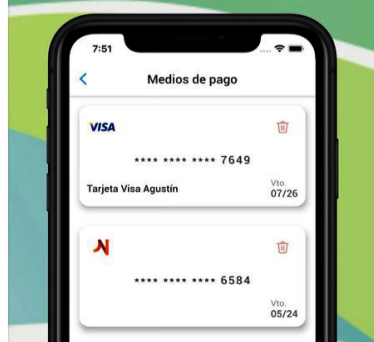 7:51
Medios de pago
VISA
**** **** **** 7649
Tarjeta Visa Agustín
Vto.
07/26
**** **** **** 6584
Vto.
05/24